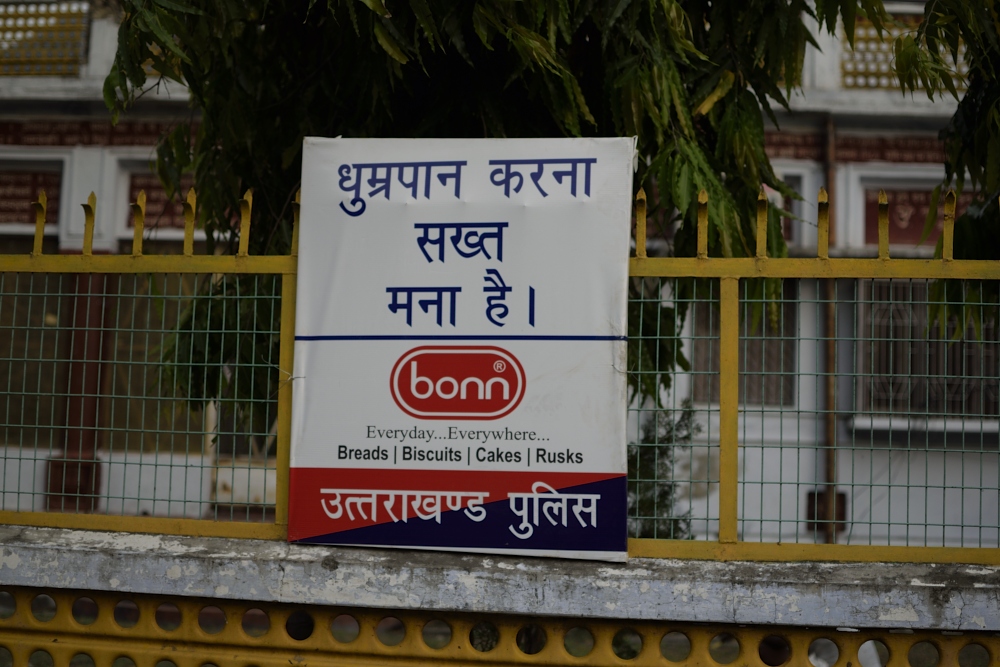 धुम्रपान करना
सख्त
मना है।
bonn®
Everyday...Everywhere...
Breads | Biscuits | Cakes | Rusks
उत्तराखण्ड पुलिस